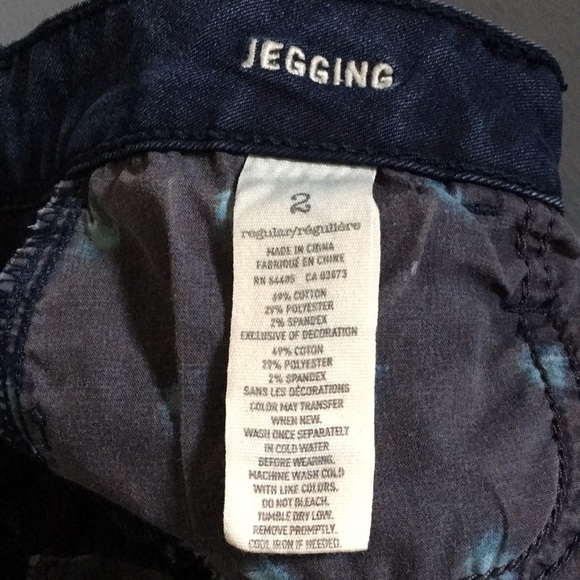 JEGGING
2
regular/régulière
MADE IN CHINA
FABRIQUÉ EN CHINE
RN 54485 CA 03673
69% COTTON
29% POLYESTER
2% SPANDEX
EXCLUSIVE OF DECORATION
69% COTON
29% POLYESTER
2% SPANDEX
SANS LES DÉCORATIONS
COLOR MAY TRANSFER
WHEN NEW.
WASH ONCE SEPARATELY
IN COLD WATER
BEFORE WEARING.
MACHINE WASH COLD
WITH LIKE COLORS.
DO NOT BLEACH.
TUMBLE DRY LOW.
REMOVE PROMPTLY.
COOL IRON IF NEEDED.